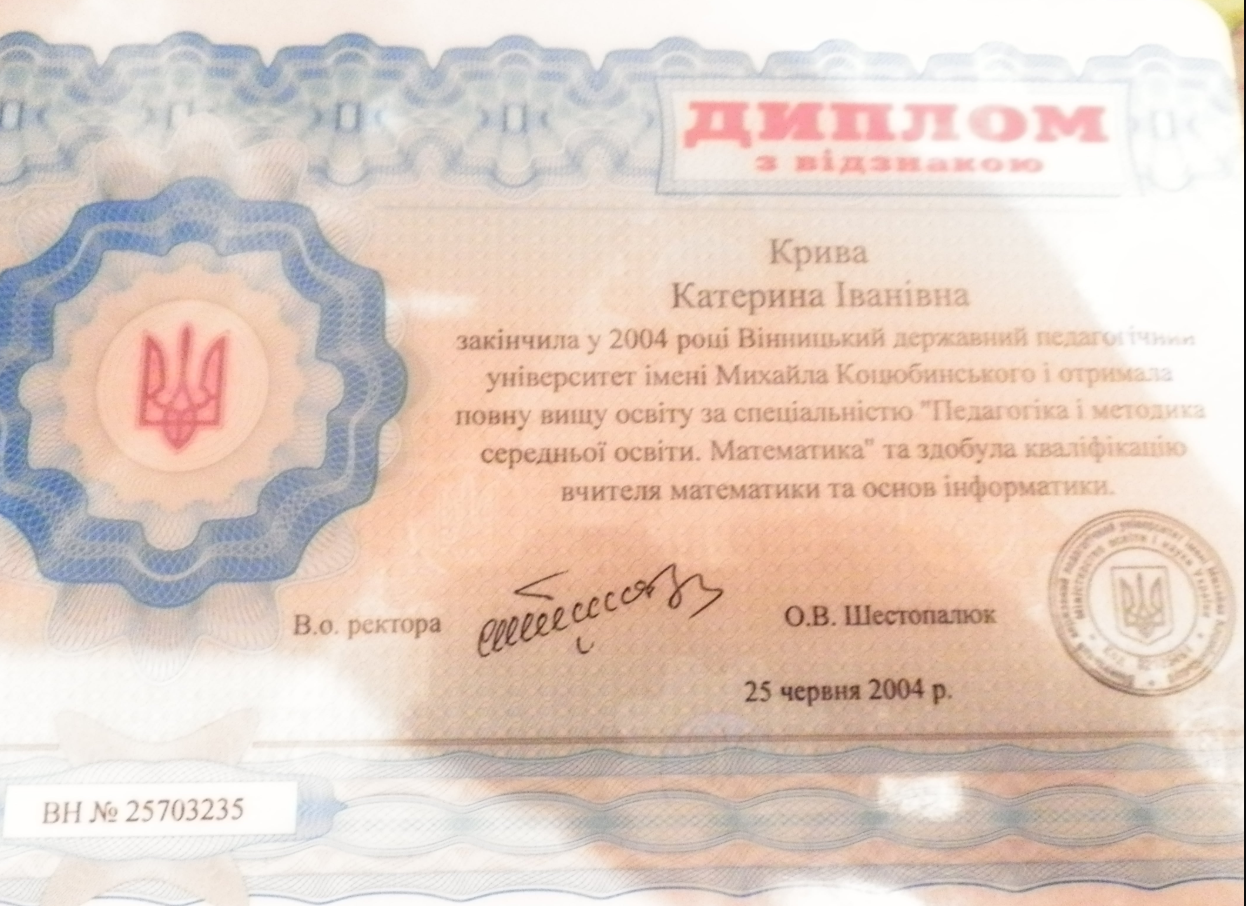 ДИПЛОМ
з відзнакою
Крива
Катерина Іванівна
закінчила у 2004 році Вінницький державний педагогічний
університет імені Михайла Коцюбинського і отримала
повну вищу освіту за спеціальністю "Педагогіка і методика
середньої освіти. Математика" та здобула кваліфікацію
вчителя математики та основ інформатики.
В.о. ректора
О.В. Шестопалюк
25 червня 2004 р.
ВН № 25703235